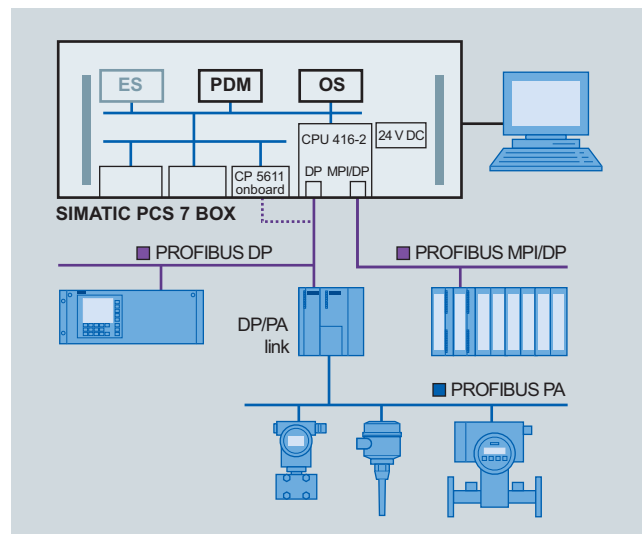 ES
PDM
OS
CPU 416-2
24 V DC
CP 5611
onboard
DP MPI/DP
SIMATIC PCS 7 BOX
PROFIBUS DP
PROFIBUS MPI/DP
DP/PA
link
PROFIBUS PA